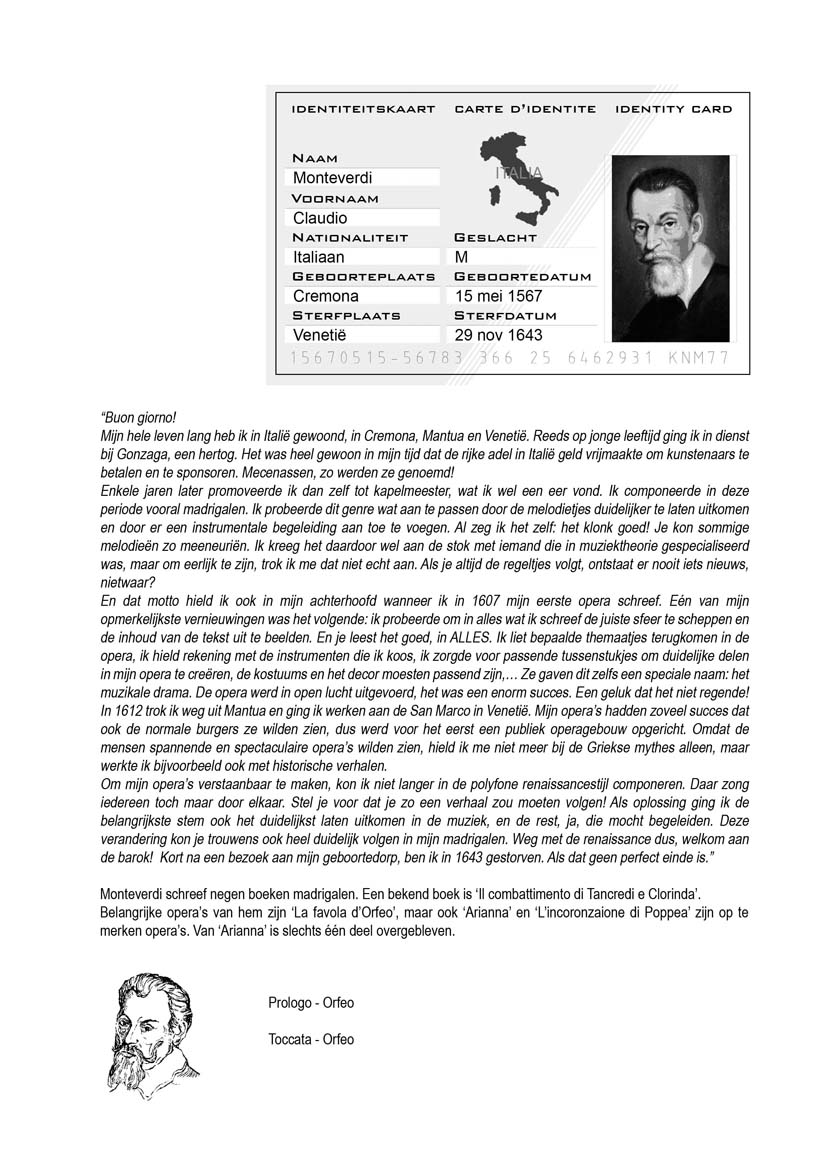 IDENTITEITSKAART CARTE D'IDENTITE IDENTITY CARD
ITALIA
NAAM
Monteverdi
VOORNAAM
Claudio
NATIONALITEIT GESLACHT
Italiaan M
GEBOORTEPLAATS GEBOORTEDATUM
Cremona 15 mei 1567
STERFPLAATS STERFDATUM
Venetië 29 nov 1643
15670515-56783 366 25 6462931 KNM77
“Buon giorno!
Mijn hele leven lang heb ik in Italië gewoond, in Cremona, Mantua en Venetië. Reeds op jonge leeftijd ging ik in dienst
bij Gonzaga, een hertog. Het was heel gewoon in mijn tijd dat de rijke adel in Italië geld vrijmaakte om kunstenaars te
betalen en te sponsoren. Mecenassen, zo werden ze genoemd!
Enkele jaren later promoveerde ik dan zelf tot kapelmeester, wat ik wel een eer vond. Ik componeerde in deze
periode vooral madrigalen. Ik probeerde dit genre wat aan te passen door de melodietjes duidelijker te laten uitkomen
en door er een instrumentale begeleiding aan toe te voegen. Al zeg ik het zelf: het klonk goed! Je kon sommige
melodieën zo meeneuriën. Ik kreeg het daardoor wel aan de stok met iemand die in muziektheorie gespecialiseerd
was, maar om eerlijk te zijn, trok ik me dat niet echt aan. Als je altijd de regeltjes volgt, ontstaat er nooit iets nieuws,
nietwaar?
En dat motto hield ik ook in mijn achterhoofd wanneer ik in 1607 mijn eerste opera schreef. Eén van mijn
opmerkelijkste vernieuwingen was het volgende: ik probeerde om in alles wat ik schreef de juiste sfeer te scheppen en
de inhoud van de tekst uit te beelden. En je leest het goed, in ALLES. Ik liet bepaalde themaatjes terugkomen in de
opera, ik hield rekening met de instrumenten die ik koos, ik zorgde voor passende tussenstukjes om duidelijke delen
in mijn opera te creëren, de kostuums en het decor moesten passend zijn,… Ze gaven dit zelfs een speciale naam: het
muzikale drama. De opera werd in open lucht uitgevoerd, het was een enorm succes. Een geluk dat het niet regende!
In 1612 trok ik weg uit Mantua en ging ik werken aan de San Marco in Venetië. Mijn opera’s hadden zoveel succes dat
ook de normale burgers ze wilden zien, dus werd voor het eerst een publiek operagebouw opgericht. Omdat de
mensen spannende en spectaculaire opera’s wilden zien, hield ik me niet meer bij de Griekse mythes alleen, maar
werkte ik bijvoorbeeld ook met historische verhalen.
Om mijn opera’s verstaanbaar te maken, kon ik niet langer in de polyfone renaissancestijl componeren. Daar zong
iedereen toch maar door elkaar. Stel je voor dat je zo een verhaal zou moeten volgen! Als oplossing ging ik de
belangrijkste stem ook het duidelijkst laten uitkomen in de muziek, en de rest, ja, die mocht begeleiden. Deze
verandering kon je trouwens ook heel duidelijk volgen in mijn madrigalen. Weg met de renaissance dus, welkom aan
de barok! Kort na een bezoek aan mijn geboortedorp, ben ik in 1643 gestorven. Als dat geen perfect einde is.”
Monteverdi schreef negen boeken madrigalen. Een bekend boek is ‘Il combattimento di Tancredi e Clorinda’.
Belangrijke opera’s van hem zijn ‘La favola d’Orfeo’, maar ook ‘Arianna’ en ‘L’incoronzaione di Poppea’ zijn op te
merken opera’s. Van ‘Arianna’ is slechts één deel overgebleven.
Prologo - Orfeo
Toccata - Orfeo